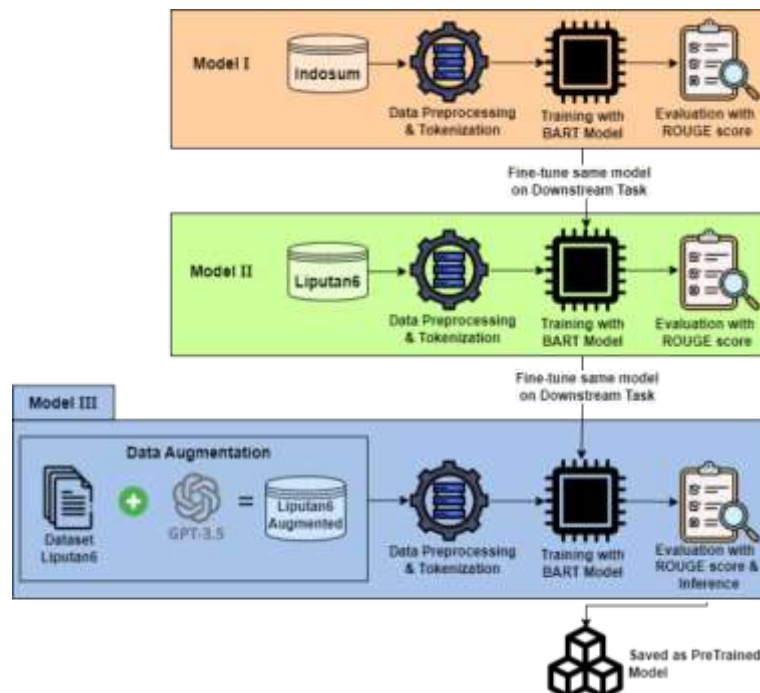 Model I
Indosum
Data Preprocessing
& Tokenization
Training with
BART Model
Evaluation with
ROUGE score
Fine-tune same model
on Downstream Task
Model II
Liputan6
Data Preprocessing
& Tokenization
Training with
BART Model
Evaluation with
ROUGE score
Fine-tune same model
on Downstream Task
Model III
Data Augmentation
Dataset
Liputan6
GPT-3.5
Liputan6
Augmented
Data Preprocessing
& Tokenization
Training with
BART Model
Evaluation with
ROUGE score &
Inference
Saved as PreTrained
Model